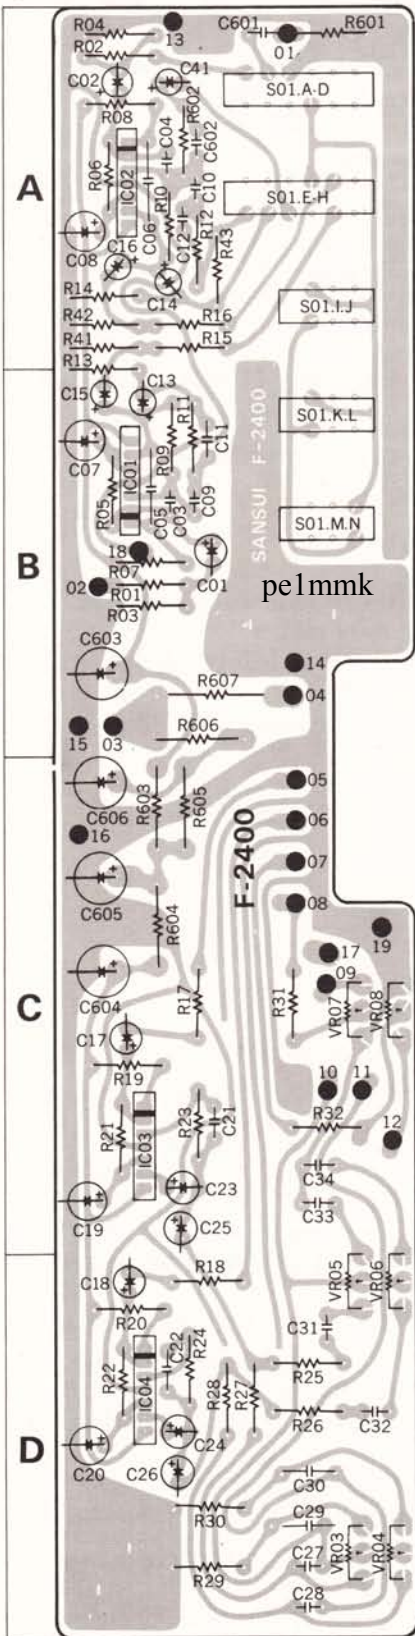 R04
13
C601
01
R601
R02
C02
C41
R602
S01.A-D
R08
C04
C602
R06
IC02
C06
R10
C10
S01.E-H
C08
C16
C12
R12
R43
R14
C14
S01.I.J
R42
R16
R41
R15
R13
A
C15
C13
R11
C11
S01.K.L
C07
IC01
R09
R05
C05
C03
C09
SANSUI F-2400
S01.M.N
18
R07
C01
02
R01
R03
pe1mmk
B
C603
14
R607
04
15
03
R606
C606
R603
R605
05
16
06
F-2400
07
C605
R604
08
19
17
C604
R17
R31
09
VR07
VR08
C17
R19
10
11
C
R21
IC03
R23
C21
R32
12
C34
C23
C33
C19
C25
C18
R18
VR05
VR06
R20
C31
R22
IC04
C22
R24
R28
R27
R25
R26
C32
C24
D
C20
C26
C30
R30
C29
VR03
VR04
C27
R29
C28